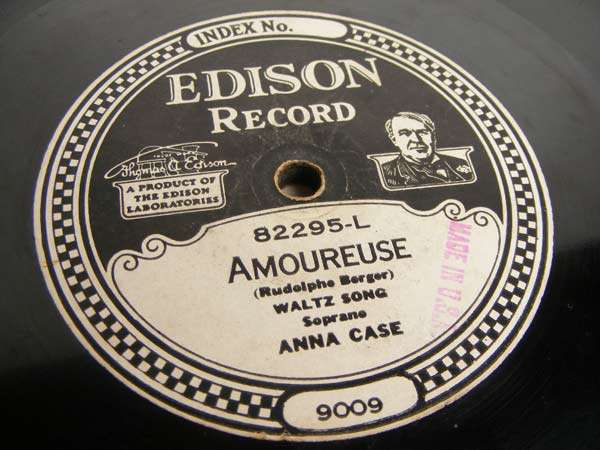 INDEX No.
EDISON
RECORD
Thomas A Edison
A PRODUCT OF
THE EDISON
LABORATORIES
82295-L
AMOUREUSE
(Rudolphe Berger)
WALTZ SONG
Soprano
ANNA CASE
MADE IN U.S.A.
9009